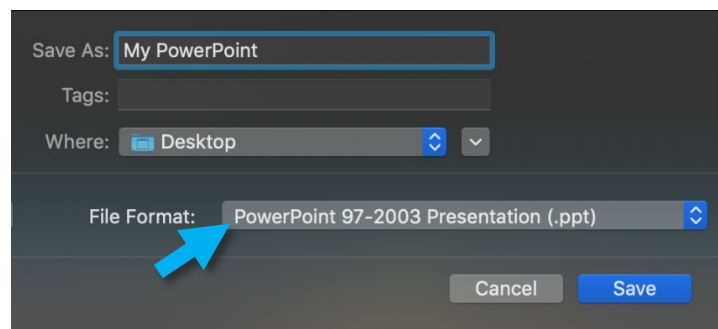 Save As: My PowerPoint
Tags:
Where: Desktop
File Format: PowerPoint 97-2003 Presentation (.ppt)
Cancel Save